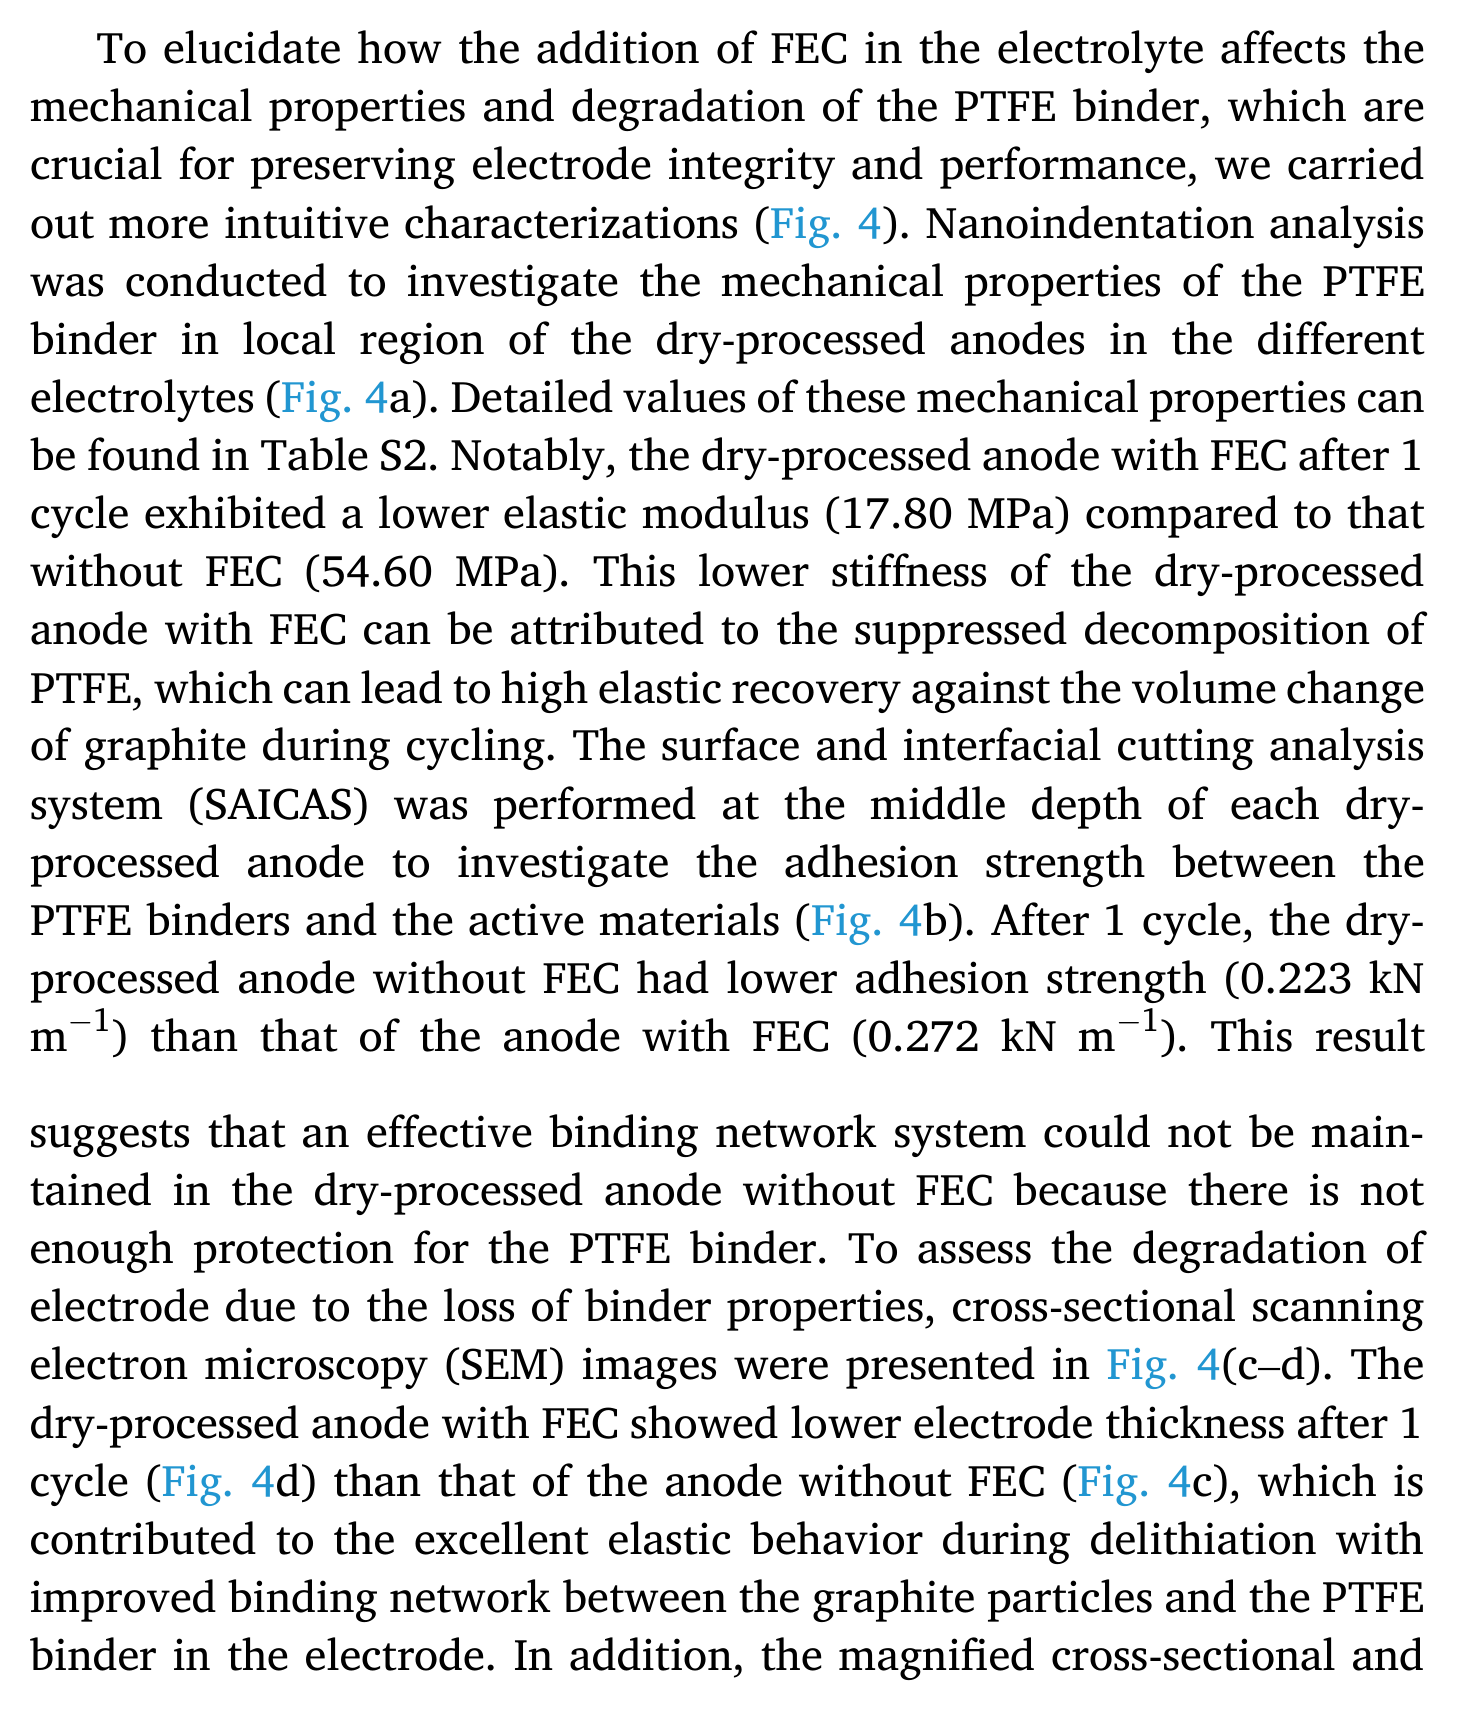 To elucidate how the addition of FEC in the electrolyte affects the
mechanical properties and degradation of the PTFE binder, which are
crucial for preserving electrode integrity and performance, we carried
out more intuitive characterizations (Fig. 4). Nanoindentation analysis
was conducted to investigate the mechanical properties of the PTFE
binder in local region of the dry-processed anodes in the different
electrolytes (Fig. 4a). Detailed values of these mechanical properties can
be found in Table S2. Notably, the dry-processed anode with FEC after 1
cycle exhibited a lower elastic modulus (17.80 MPa) compared to that
without FEC (54.60 MPa). This lower stiffness of the dry-processed
anode with FEC can be attributed to the suppressed decomposition of
PTFE, which can lead to high elastic recovery against the volume change
of graphite during cycling. The surface and interfacial cutting analysis
system (SAICAS) was performed at the middle depth of each dry-
processed anode to investigate the adhesion strength between the
PTFE binders and the active materials (Fig. 4b). After 1 cycle, the dry-
processed anode without FEC had lower adhesion strength (0.223 kN
m⁻¹) than that of the anode with FEC (0.272 kN m⁻¹). This result
suggests that an effective binding network system could not be main-
tained in the dry-processed anode without FEC because there is not
enough protection for the PTFE binder. To assess the degradation of
electrode due to the loss of binder properties, cross-sectional scanning
electron microscopy (SEM) images were presented in Fig. 4(c–d). The
dry-processed anode with FEC showed lower electrode thickness after 1
cycle (Fig. 4d) than that of the anode without FEC (Fig. 4c), which is
contributed to the excellent elastic behavior during delithiation with
improved binding network between the graphite particles and the PTFE
binder in the electrode. In addition, the magnified cross-sectional and